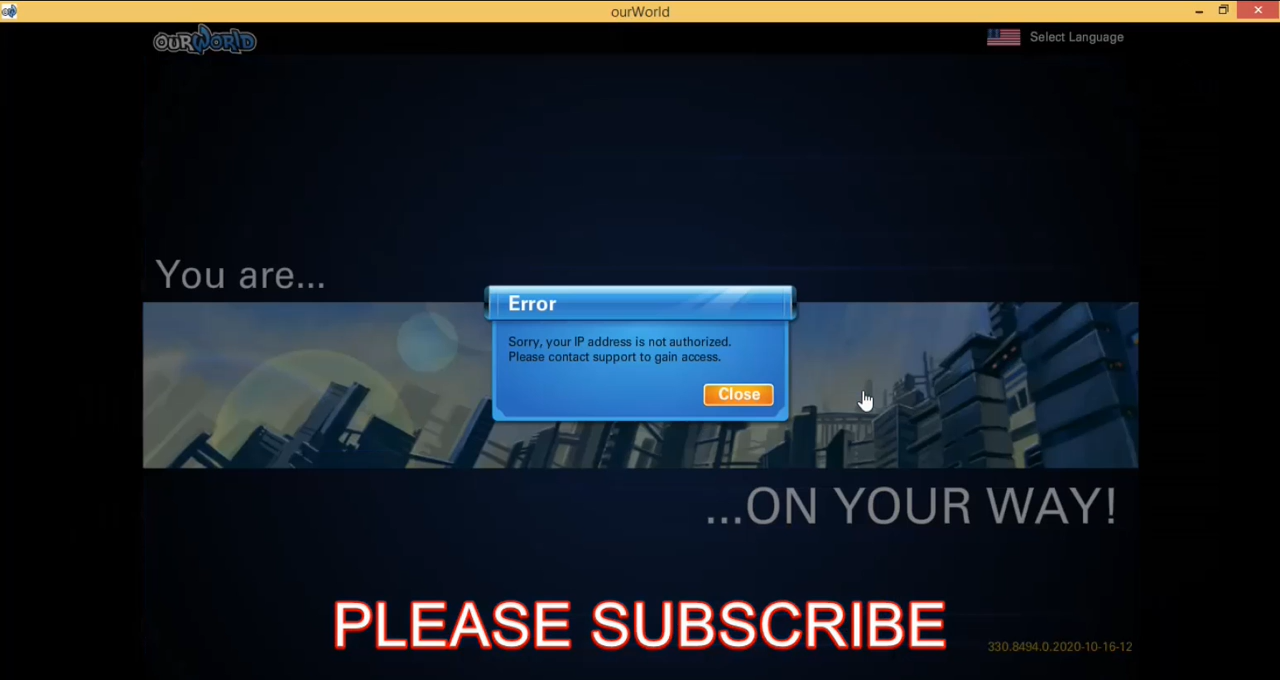 ourWorld
OURWORLD
Select Language
You are...
Error
Sorry, your IP address is not authorized.
Please contact support to gain access.
Close
...ON YOUR WAY!
PLEASE SUBSCRIBE
330.8494.0.2020-10-16-12